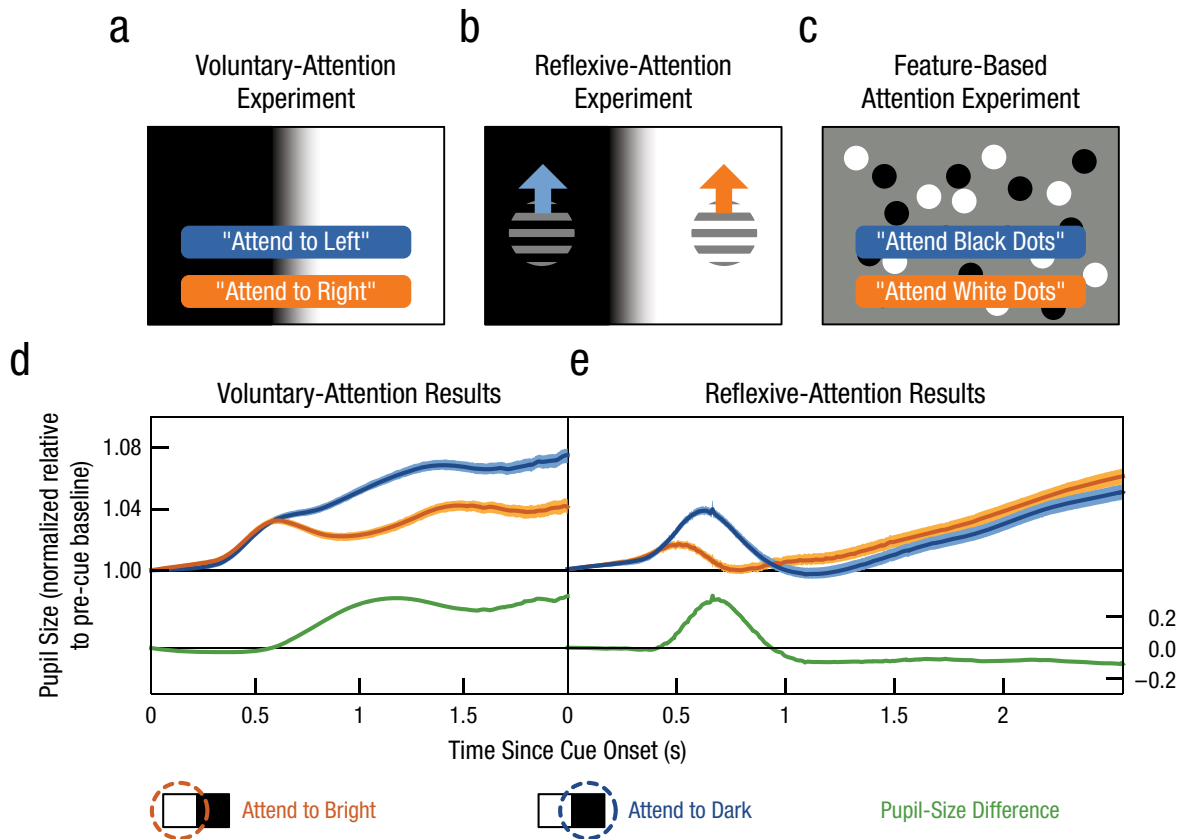 a
Voluntary-Attention
Experiment
"Attend to Left"
"Attend to Right"
b
Reflexive-Attention
Experiment
c
Feature-Based
Attention Experiment
"Attend Black Dots"
"Attend White Dots"
d
Voluntary-Attention Results
e
Reflexive-Attention Results
Pupil Size (normalized relative
to pre-cue baseline)
1.08
1.04
1.00
0.2
0.0
−0.2
0
0.5
1
1.5
0
0.5
1
1.5
2
Time Since Cue Onset (s)
Attend to Bright
Attend to Dark
Pupil-Size Difference